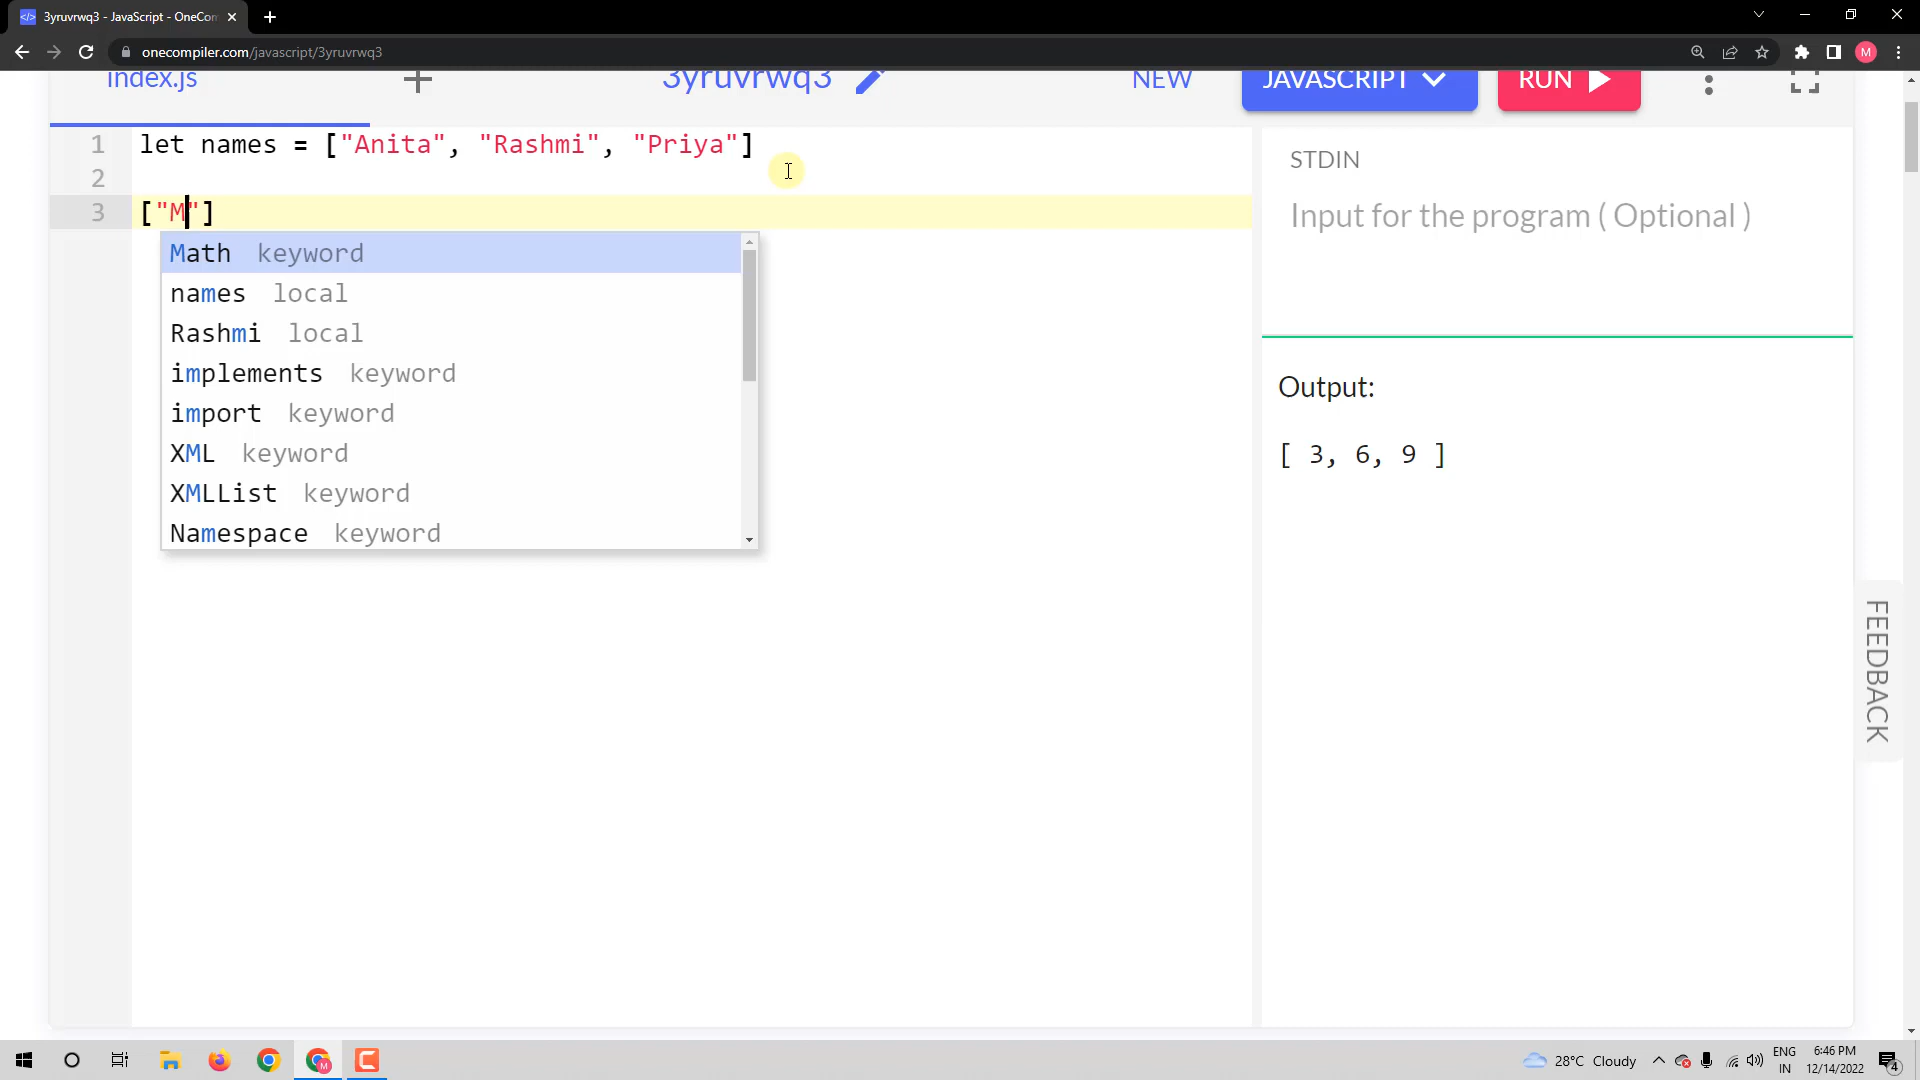 3yruvrwq3 - JavaScript - OneCom
onecompiler.com/javascript/3yruvrwq3
M
index.js
3yruvrwq3
NEW
JAVASCRIPT
RUN
1 let names = ["Anita", "Rashmi", "Priya"]
2
3 ["M"]
Math keyword
names local
Rashmi local
implements keyword
import keyword
XML keyword
XMLList keyword
Namespace keyword
STDIN
Input for the program ( Optional )
Output:
[ 3, 6, 9 ]
FEEDBACK
28°C Cloudy
ENG
IN
6:46 PM
12/14/2022
4